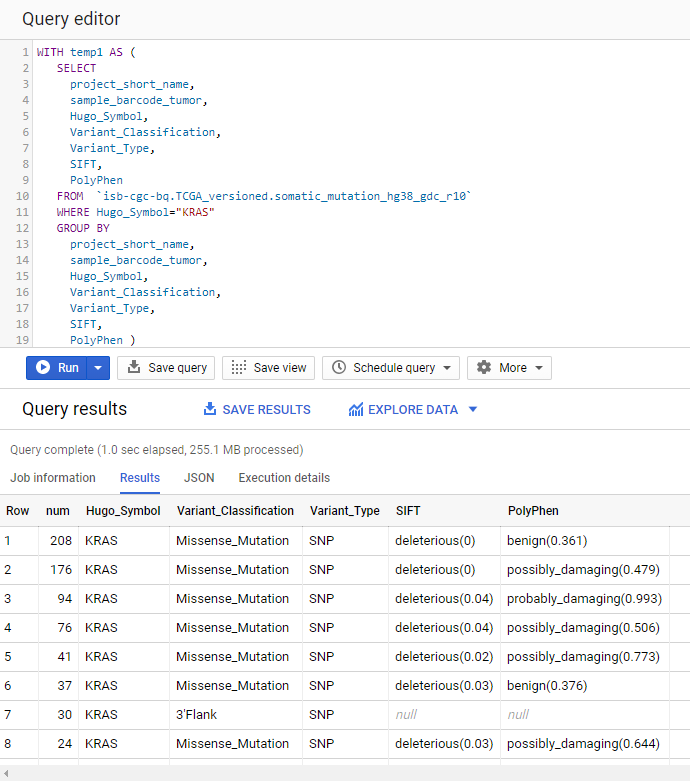 Query editor
1 WITH temp1 AS (
2 SELECT
3 project_short_name,
4 sample_barcode_tumor,
5 Hugo_Symbol,
6 Variant_Classification,
7 Variant_Type,
8 SIFT,
9 PolyPhen
10 FROM `isb-cgc-bq.TCGA_versioned.somatic_mutation_hg38_gdc_r10`
11 WHERE Hugo_Symbol="KRAS"
12 GROUP BY
13 project_short_name,
14 sample_barcode_tumor,
15 Hugo_Symbol,
16 Variant_Classification,
17 Variant_Type,
18 SIFT,
19 PolyPhen )
Run Save query Save view Schedule query More
Query results SAVE RESULTS EXPLORE DATA
Query complete (1.0 sec elapsed, 255.1 MB processed)
Job information Results JSON Execution details
Row num Hugo_Symbol Variant_Classification Variant_Type SIFT PolyPhen
1 208 KRAS Missense_Mutation SNP deleterious(0) benign(0.361)
2 176 KRAS Missense_Mutation SNP deleterious(0) possibly_damaging(0.479)
3 94 KRAS Missense_Mutation SNP deleterious(0.04) probably_damaging(0.993)
4 76 KRAS Missense_Mutation SNP deleterious(0.04) possibly_damaging(0.506)
5 41 KRAS Missense_Mutation SNP deleterious(0.02) possibly_damaging(0.773)
6 37 KRAS Missense_Mutation SNP deleterious(0.03) benign(0.376)
7 30 KRAS 3'Flank SNP null null
8 24 KRAS Missense_Mutation SNP deleterious(0.03) possibly_damaging(0.644)